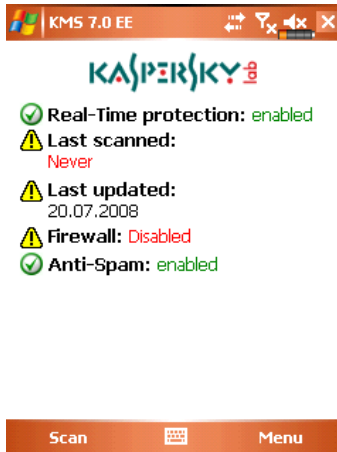 KMS 7.0 EE
KASPERSKY lab
Real-Time protection: enabled
Last scanned:
Never
Last updated:
20.07.2008
Firewall: Disabled
Anti-Spam: enabled
Scan Menu